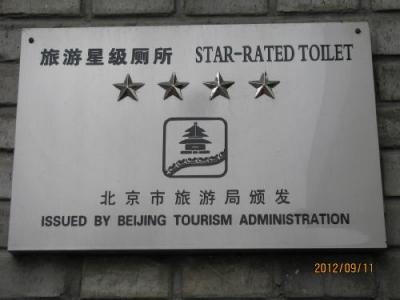 旅游星级厕所 STAR-RATED TOILET
北京市旅游局颁发
ISSUED BY BEIJING TOURISM ADMINISTRATION
2012/09/11